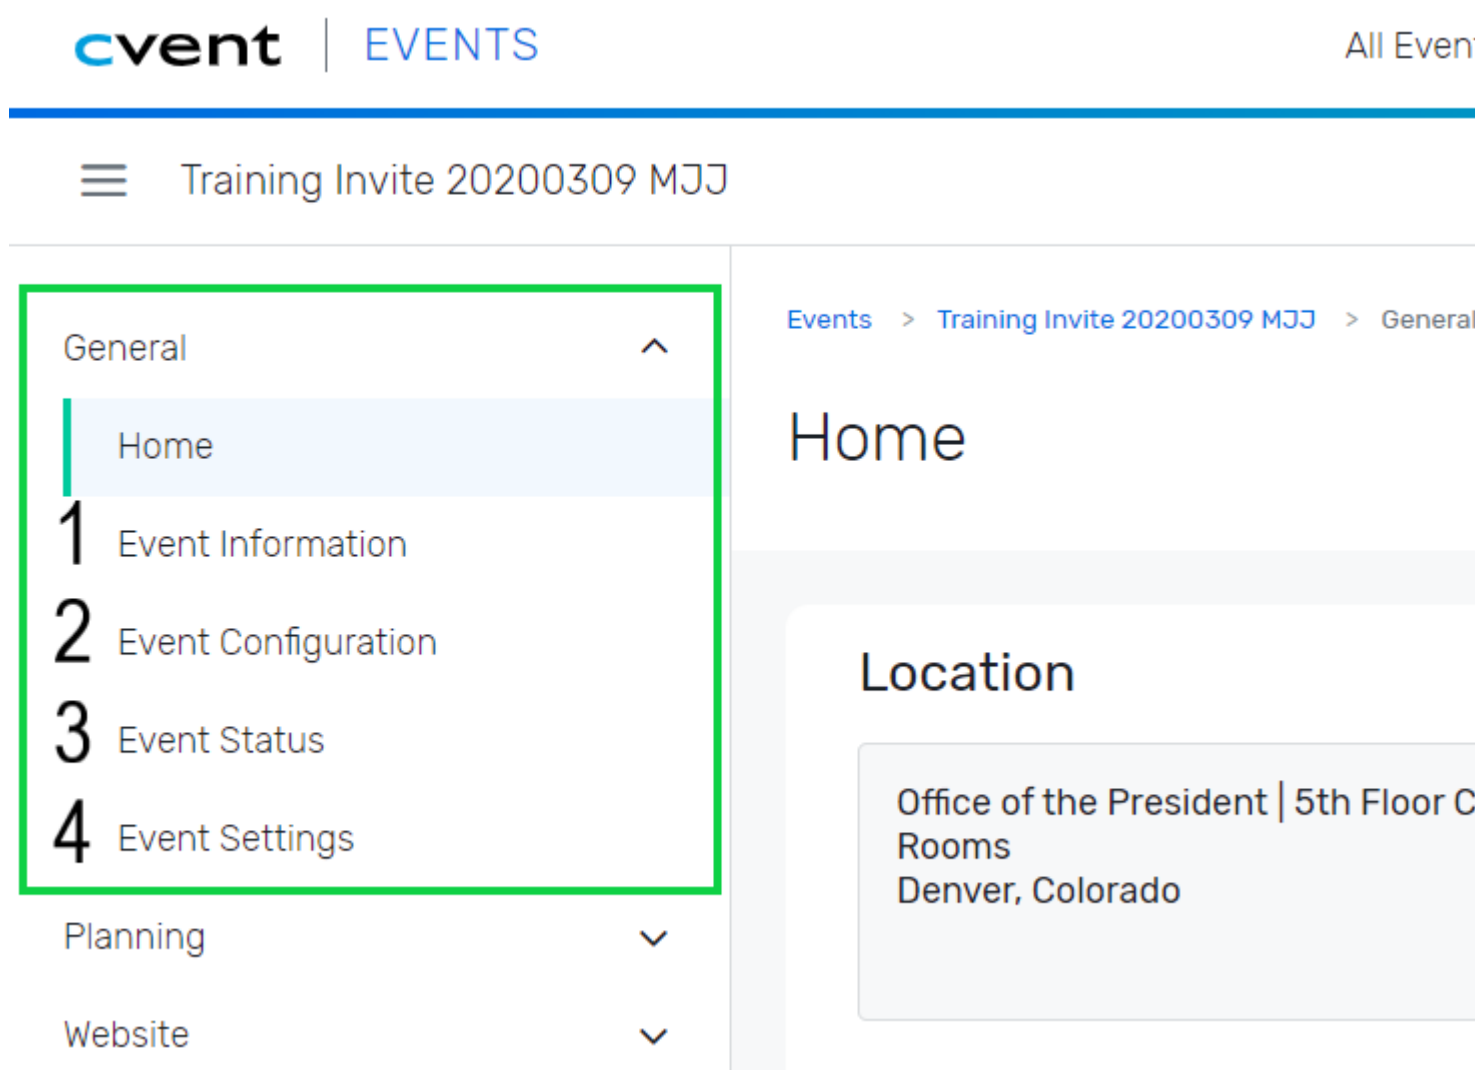 cvent | EVENTS
All Event
Training Invite 20200309 MJJ
General
Home
1 Event Information
2 Event Configuration
3 Event Status
4 Event Settings
Planning
Website
Events > Training Invite 20200309 MJJ > General
Home
Location
Office of the President | 5th Floor C
Rooms
Denver, Colorado